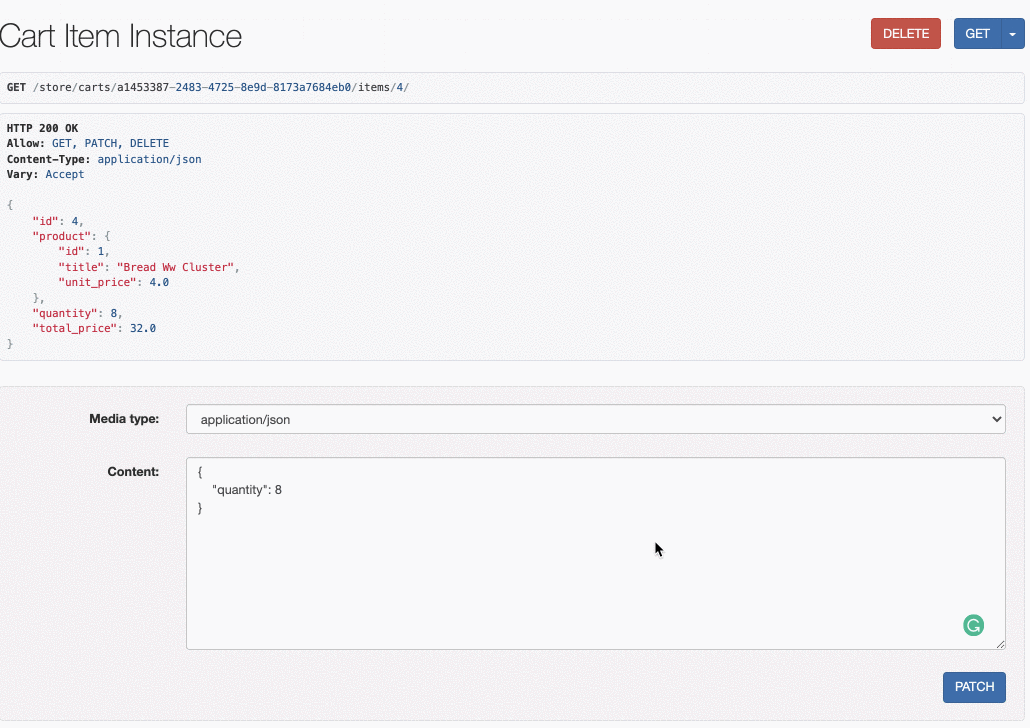 Cart Item Instance
DELETE
GET
GET /store/carts/a1453387-2483-4725-8e9d-8173a7684eb0/items/4/
HTTP 200 OK
Allow: GET, PATCH, DELETE
Content-Type: application/json
Vary: Accept
{
"id": 4,
"product": {
"id": 1,
"title": "Bread Ww Cluster",
"unit_price": 4.0
},
"quantity": 8,
"total_price": 32.0
}
Media type:
application/json
Content:
{
"quantity": 8
}
PATCH